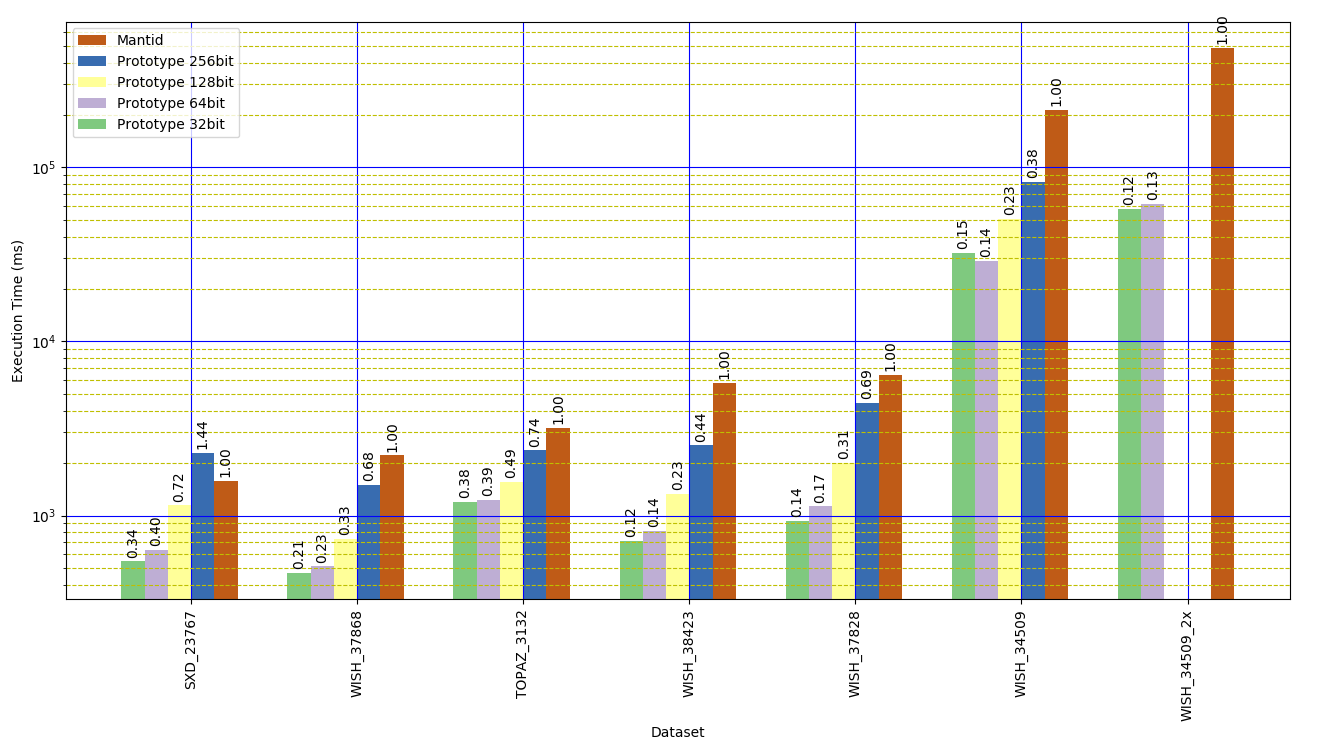 Mantid
Prototype 256bit
Prototype 128bit
Prototype 64bit
Prototype 32bit
Execution Time (ms)
10^5
10^4
10^3
0.34
0.40
0.72
1.44
1.00
0.21
0.23
0.33
0.68
1.00
0.38
0.39
0.49
0.74
1.00
0.12
0.14
0.23
0.44
1.00
0.14
0.17
0.31
0.69
1.00
0.15
0.14
0.23
0.38
1.00
0.12
0.13
1.00
SXD_23767
WISH_37868
TOPAZ_3132
WISH_38423
WISH_37828
WISH_34509
WISH_34509_2x
Dataset